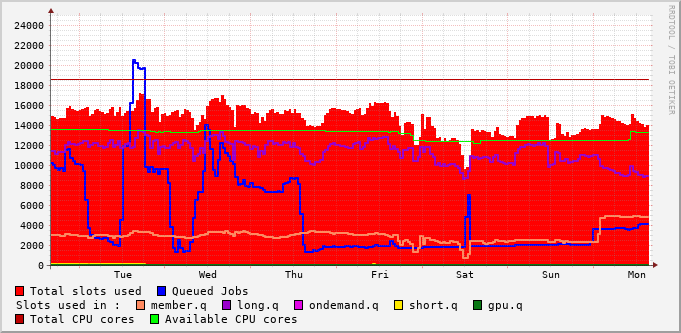 RRDTOOL / TOBI OETIKER
24000
22000
20000
18000
16000
14000
12000
10000
8000
6000
4000
2000
0
Tue Wed Thu Fri Sat Sun Mon
Total slots used Queued Jobs
Slots used in : member.q long.q ondemand.q short.q gpu.q
Total CPU cores Available CPU cores